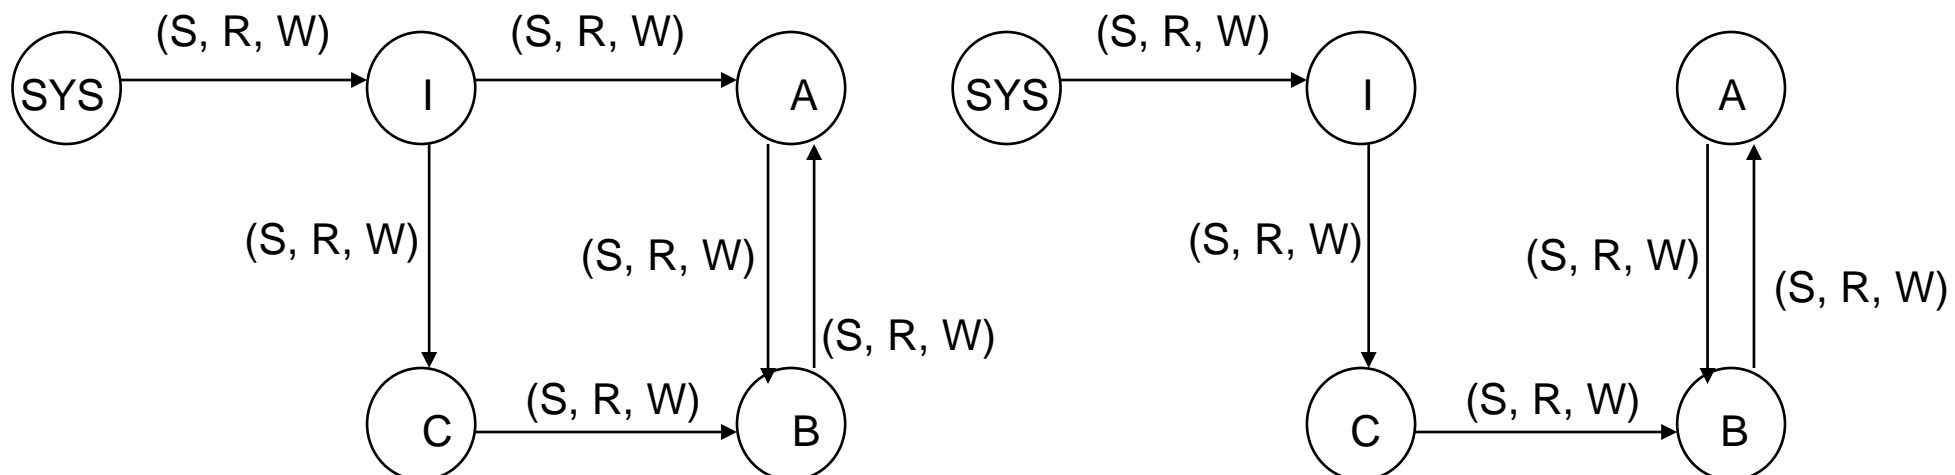 (S, R, W)
(S, R, W)
SYS
I
A
(S, R, W)
(S, R, W)
(S, R, W)
C
(S, R, W)
B
(S, R, W)
SYS
I
A
(S, R, W)
(S, R, W)
(S, R, W)
C
(S, R, W)
B